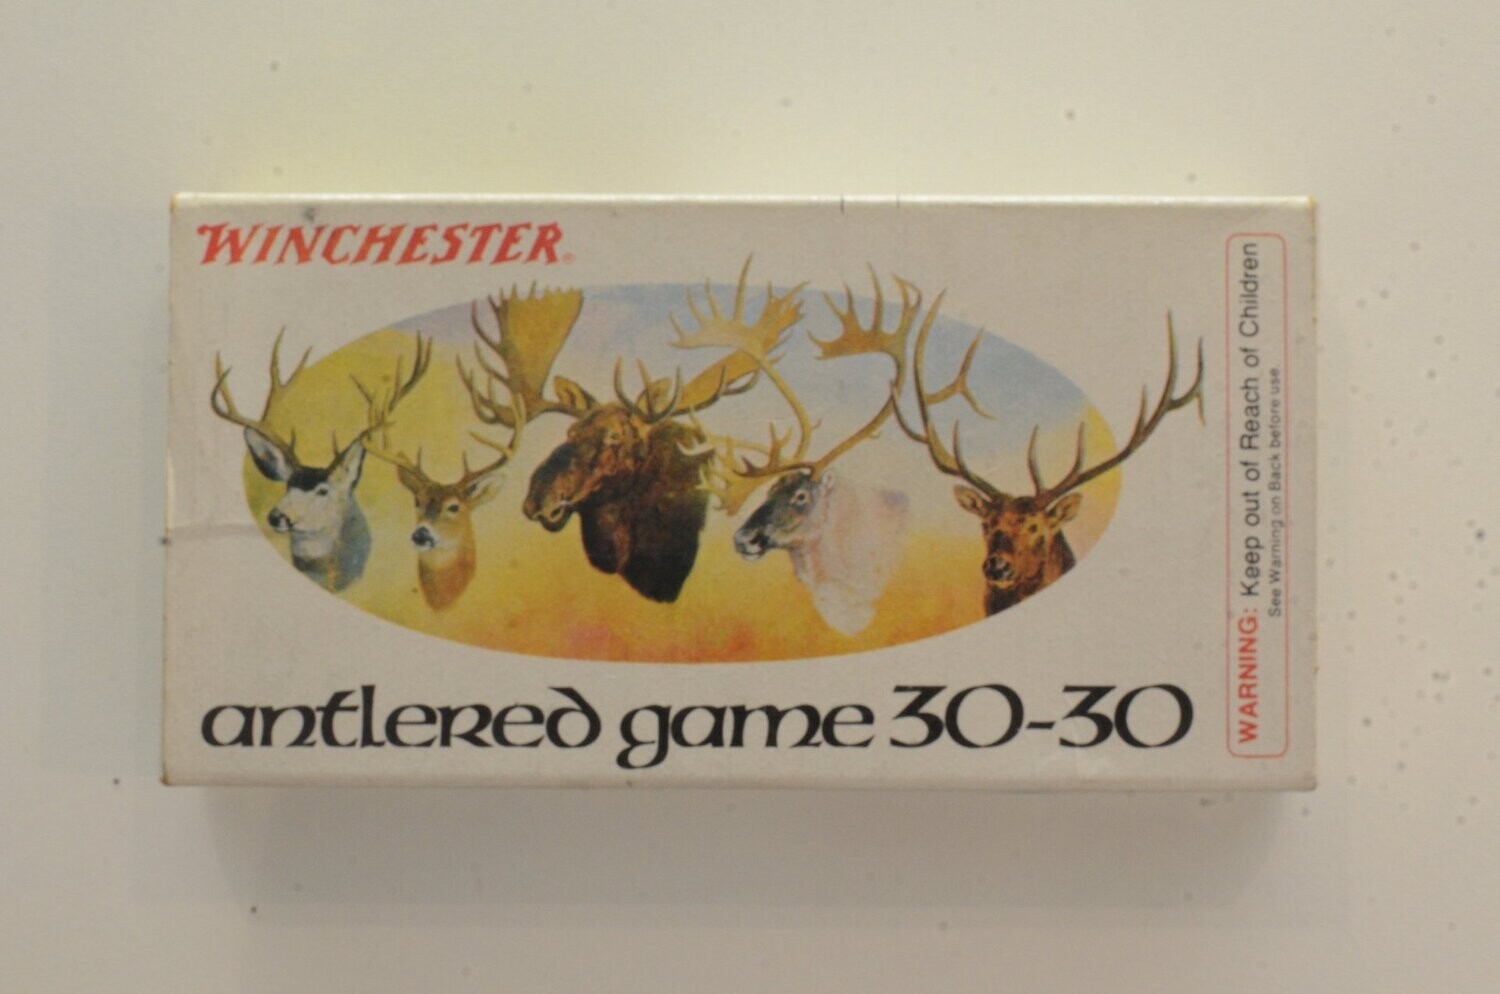 WINCHESTER®
antlered game 30-30
WARNING: Keep out of Reach of Children
See Warning on Back before use.